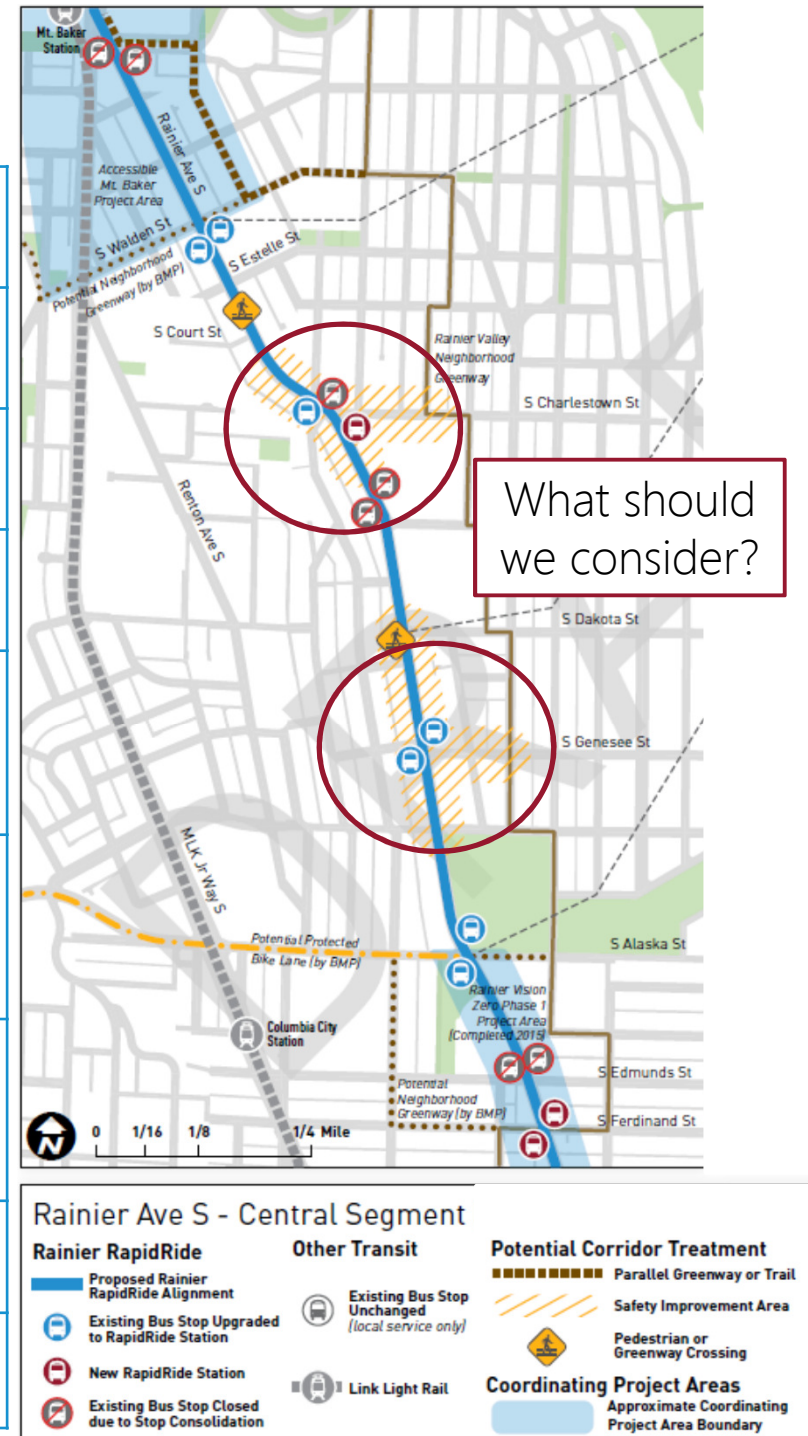 Mt. Baker
Station
Rainier Ave S
Accessible
Mt. Baker
Project Area
S Walden St
S Estelle St
Potential Neighborhood
Greenway (by BMP)
S Court St
Rainier Valley
Neighborhood
Greenway
S Charlestown St
Renton Ave S
What should
we consider?
S Dakota St
S Genesee St
MLK Jr Way S
Potential Protected
Bike Lane (by BMP)
S Alaska St
Rainier Vision
Zero Phase 1
Project Area
(Completed 2015)
Columbia City
Station
S Edmunds St
Potential
Neighborhood
Greenway (by BMP)
S Ferdinand St
N
0 1/16 1/8 1/4 Mile
Rainier Ave S - Central Segment
Rainier RapidRide
Proposed Rainier
RapidRide Alignment
Existing Bus Stop Upgraded
to RapidRide Station
New RapidRide Station
Existing Bus Stop Closed
due to Stop Consolidation
Other Transit
Existing Bus Stop
Unchanged
(local service only)
Link Light Rail
Potential Corridor Treatment
Parallel Greenway or Trail
Safety Improvement Area
Pedestrian or
Greenway Crossing
Coordinating Project Areas
Approximate Coordinating
Project Area Boundary